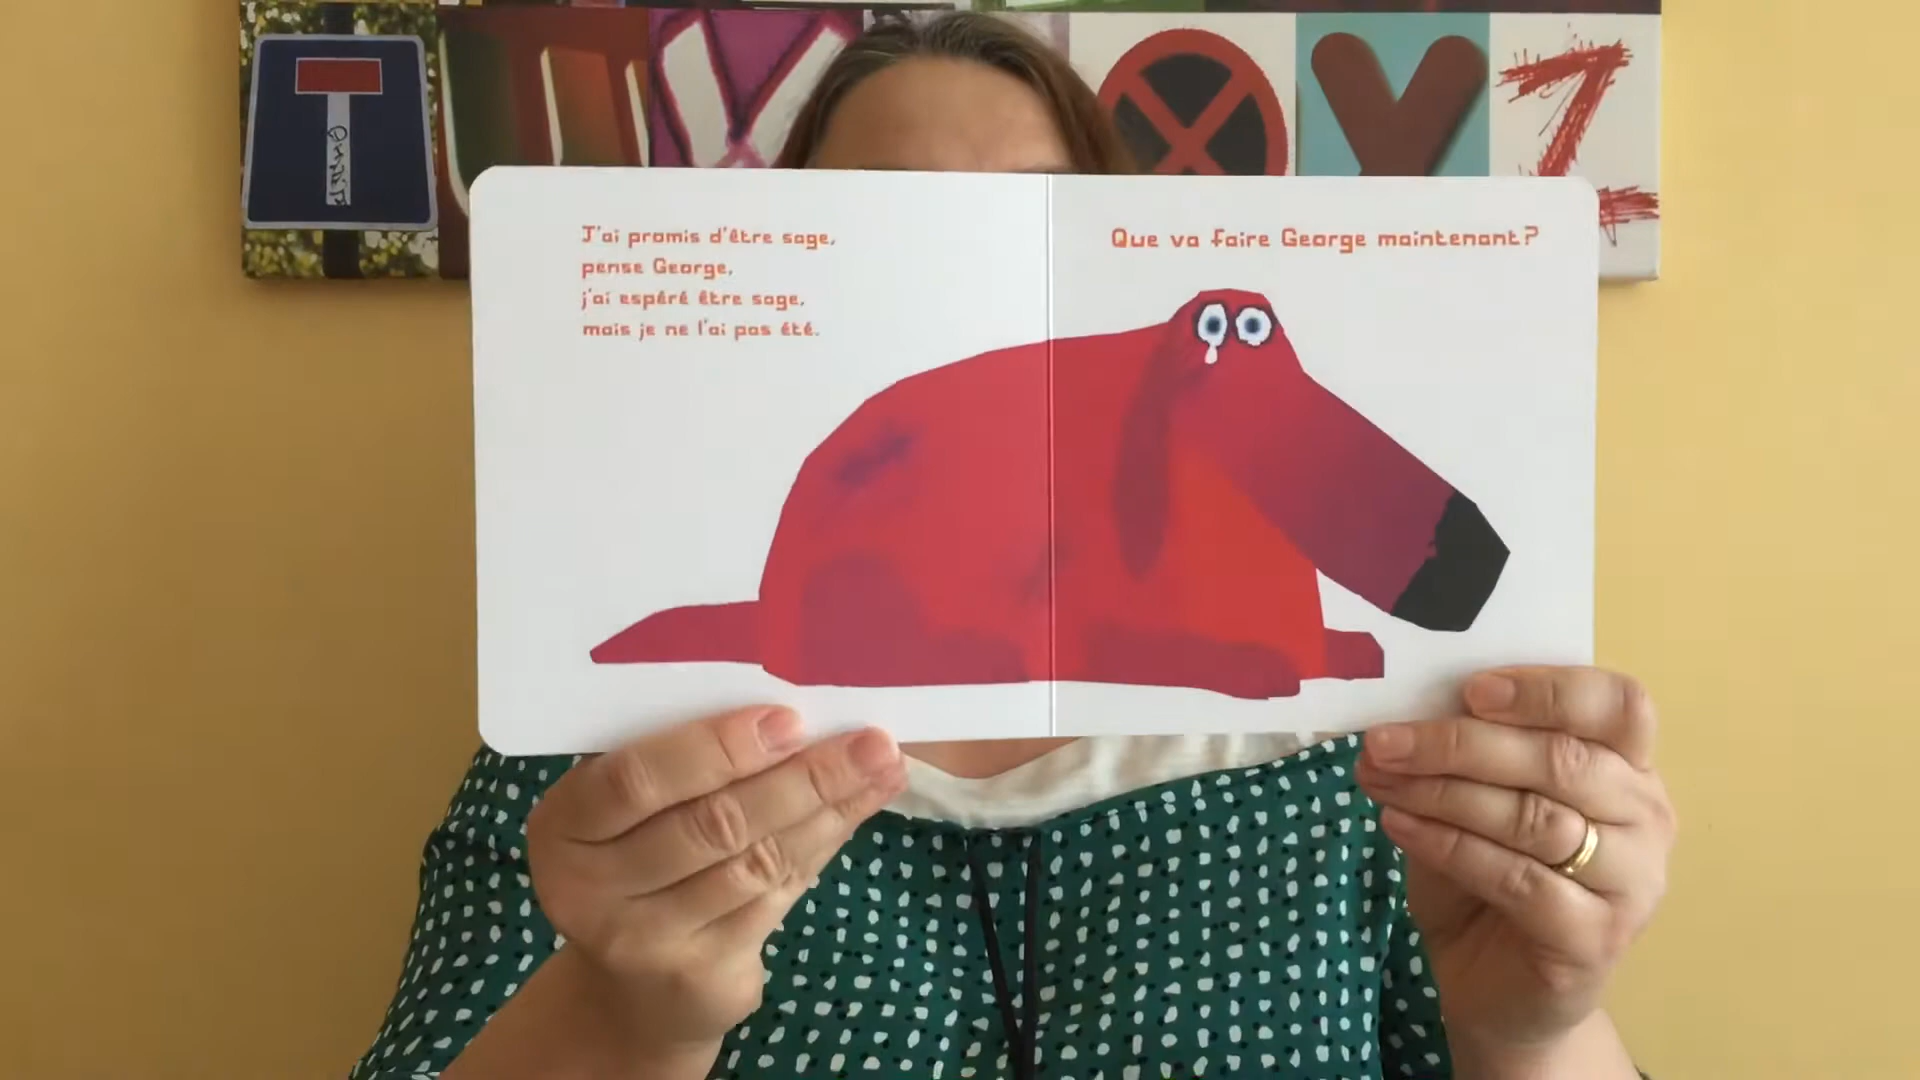 T U V W X Y Z
J'ai promis d'être sage,
pense George,
j'ai espéré être sage,
mais je ne l'ai pas été.
Que va faire George maintenant?